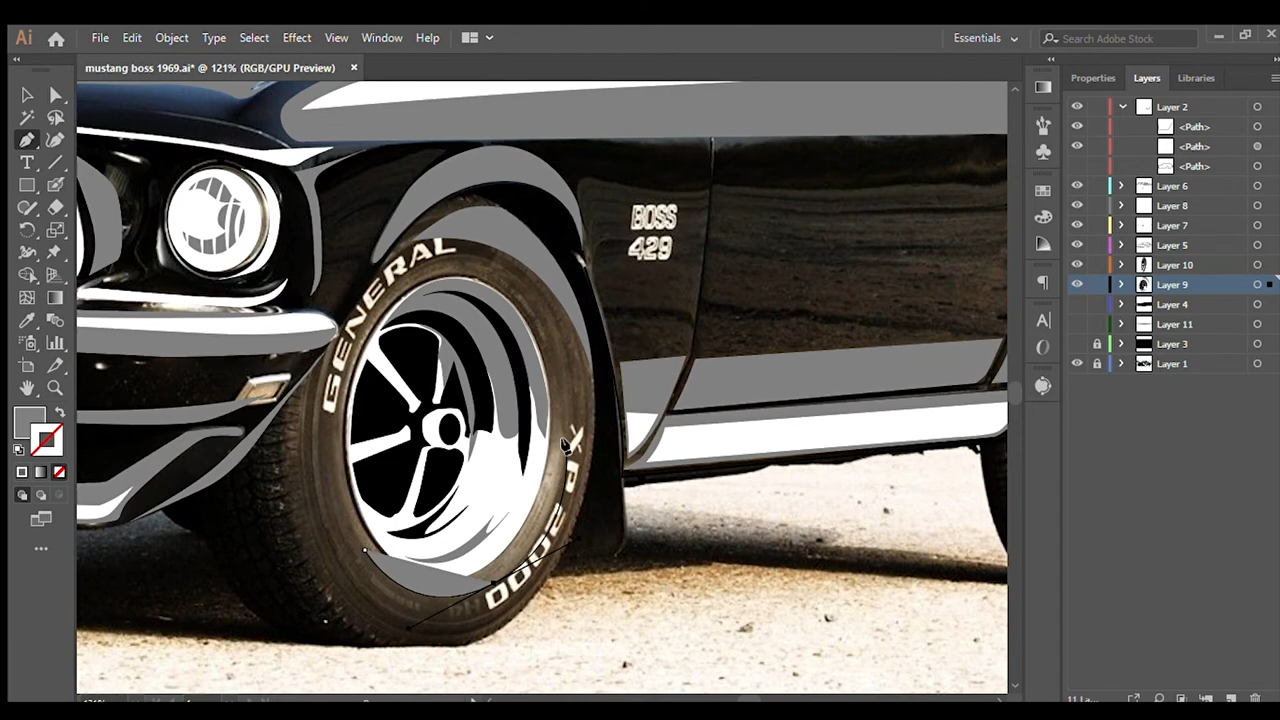 Ai File Edit Object Type Select Effect View Window Help Essentials Search Adobe Stock
mustang boss 1969.ai* @ 121% (RGB/GPU Preview) ×
Properties Layers Libraries
Layer 2
<Path>
<Path>
<Path>
Layer 6
Layer 8
Layer 7
Layer 5
Layer 10
Layer 9
Layer 4
Layer 11
Layer 3
Layer 1
BOSS
429
GENERAL
XP 2000